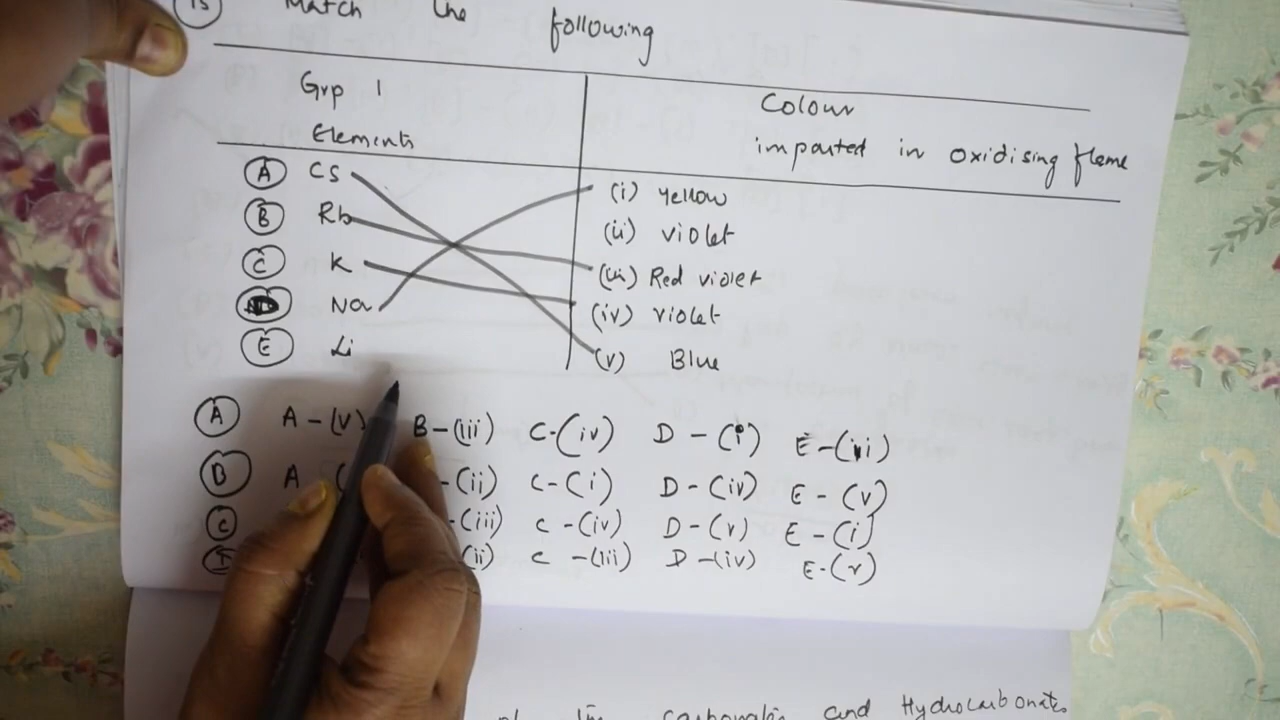 15 Match the following
Grp 1 Elements
Colour imparted in oxidising flame
A Cs
B Rb
C K
Na
E Li
(i) Yellow
(ii) violet
(iii) Red violet
(iv) violet
(v) Blue
A A-(v) B-(iii) C-(iv) D-(i) E-(ii)
B A -(ii) C-(i) D-(iv) E-(v)
C -(iii) C-(iv) D-(v) E-(i)
(ii) C-(iii) D-(iv) E-(v)
carbonates and Hydrocarbonates